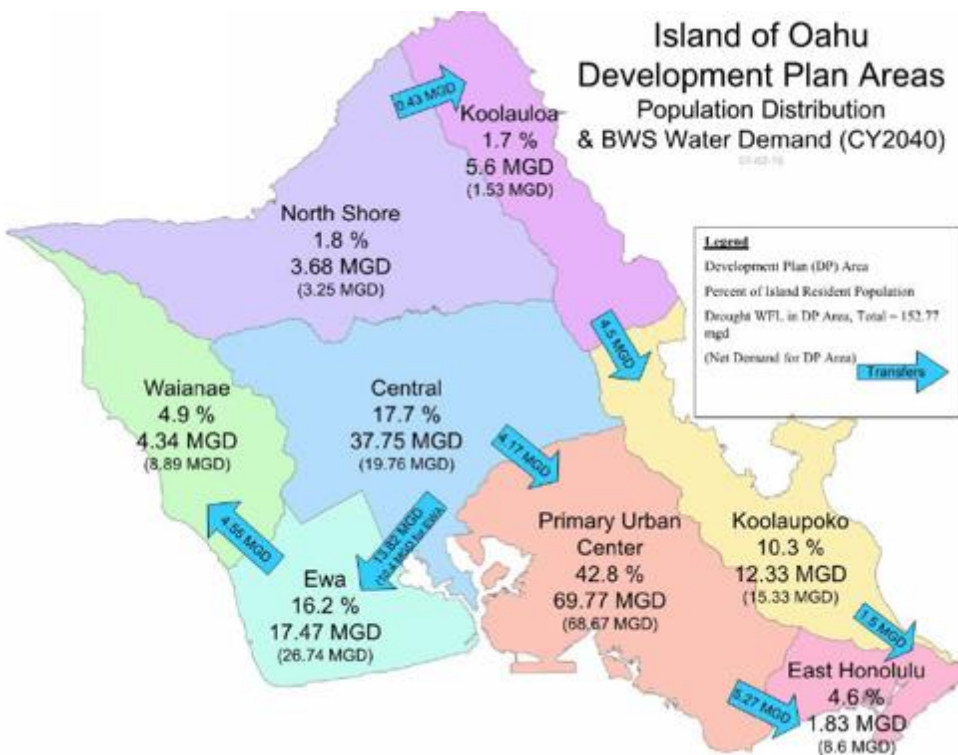 Island of Oahu
Development Plan Areas
Population Distribution
& BWS Water Demand (CY2040)
0.43 MGD
Koolauloa
1.7 %
5.6 MGD
(1.53 MGD)
North Shore
1.8 %
3.68 MGD
(3.25 MGD)
Legend
Development Plan (DP) Area
Percent of Island Resident Population
Drought WFL in DP Area, Total = 152.77
mgd
(Net Demand for DP Area)
Transfers
4.5 MGD
Waianae
4.9 %
4.34 MGD
(8.89 MGD)
Central
17.7 %
37.75 MGD
(19.76 MGD)
4.17 MGD
13.82 MGD
4.55 MGD
Ewa
16.2 %
17.47 MGD
(26.74 MGD)
Primary Urban
Center
42.8 %
69.77 MGD
(68.67 MGD)
Koolaupoko
10.3 %
12.33 MGD
(15.33 MGD)
1.5 MGD
5.27 MGD
East Honolulu
4.6 %
1.83 MGD
(8.6 MGD)